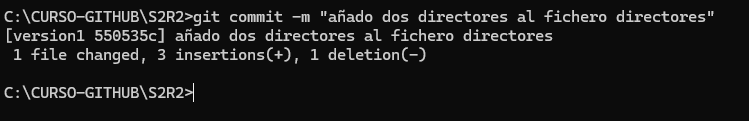 C:\CURSO-GITHUB\S2R2>git commit -m "añado dos directores al fichero directores"
[version1 550535c] añado dos directores al fichero directores
 1 file changed, 3 insertions(+), 1 deletion(-)
C:\CURSO-GITHUB\S2R2>